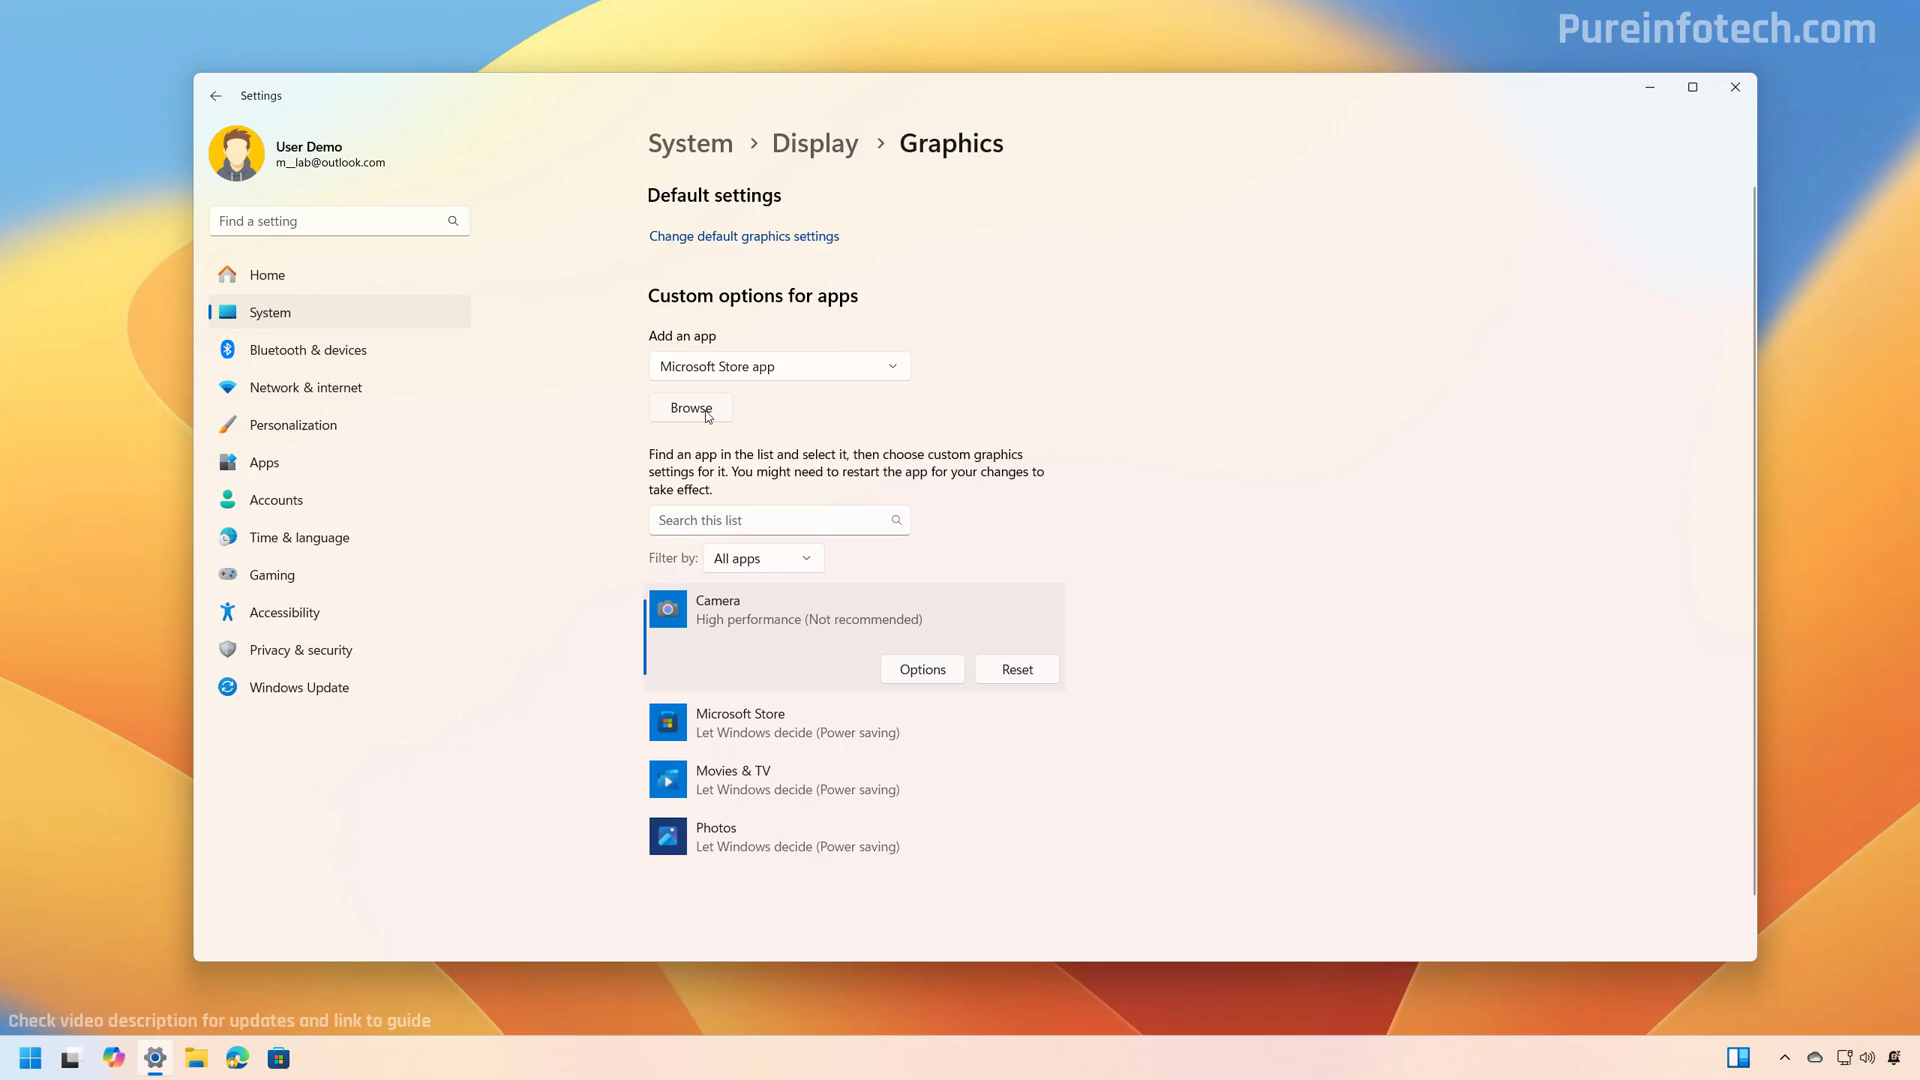 Pureinfotech.com
Settings
User Demo
m__lab@outlook.com
Find a setting
Home
System
Bluetooth & devices
Network & internet
Personalization
Apps
Accounts
Time & language
Gaming
Accessibility
Privacy & security
Windows Update
System > Display > Graphics
Default settings
Change default graphics settings
Custom options for apps
Add an app
Microsoft Store app
Browse
Find an app in the list and select it, then choose custom graphics
settings for it. You might need to restart the app for your changes to
take effect.
Search this list
Filter by: All apps
Camera
High performance (Not recommended)
Options Reset
Microsoft Store
Let Windows decide (Power saving)
Movies & TV
Let Windows decide (Power saving)
Photos
Let Windows decide (Power saving)
Check video description for updates and link to guide